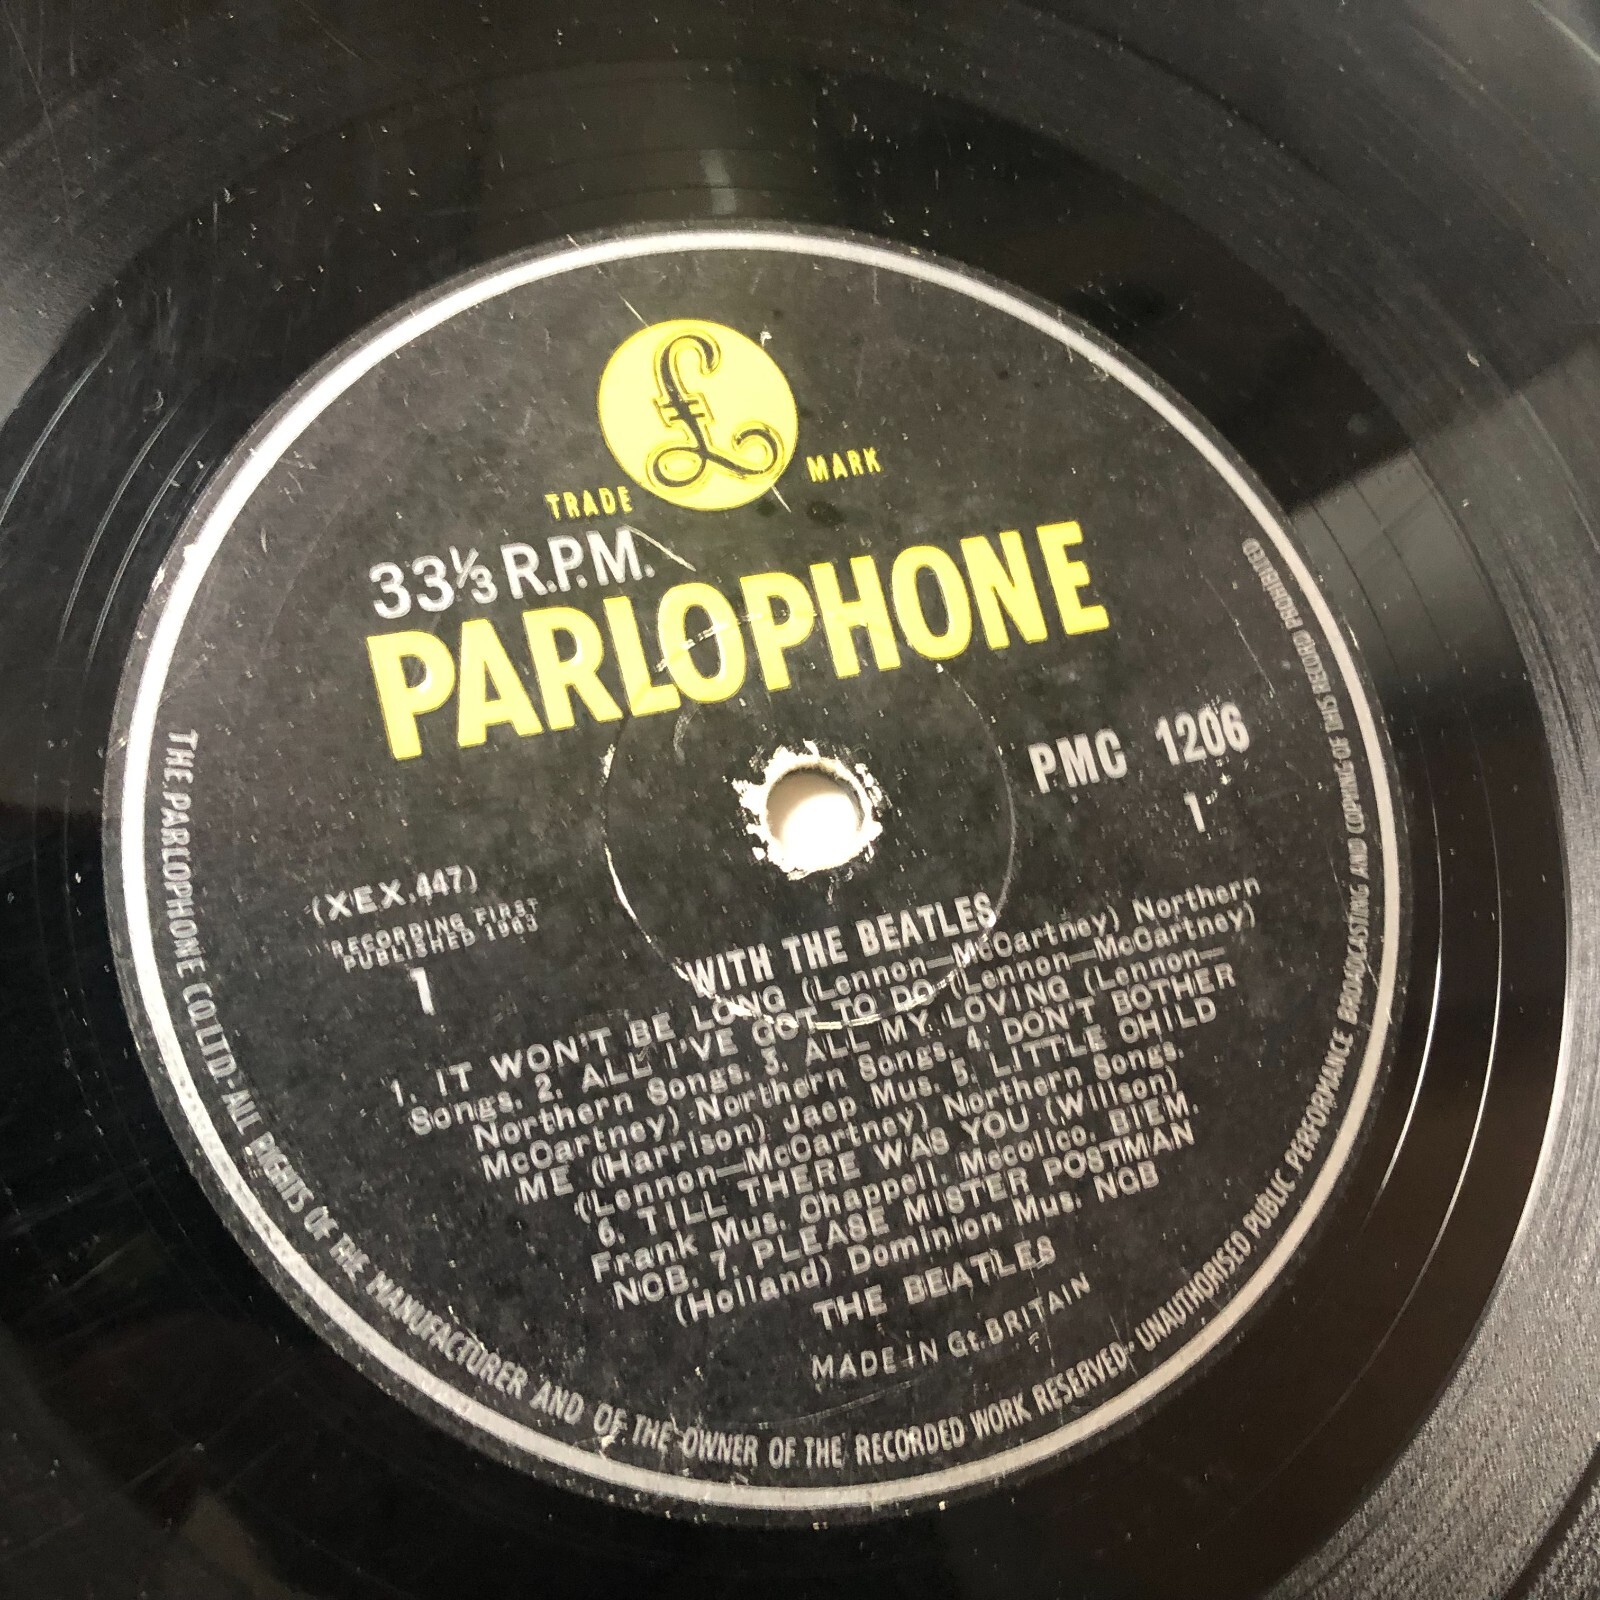 £
TRADE MARK
33⅓ R.P.M.
PARLOPHONE
PMC 1206
1
(XEX.447)
RECORDING FIRST
PUBLISHED 1963
1
WITH THE BEATLES
1. IT WON'T BE LONG (Lennon—McCartney) Northern
Songs. 2. ALL I'VE GOT TO DO (Lennon—McCartney)
Northern Songs. 3. ALL MY LOVING (Lennon—
McCartney) Northern Songs. 4. DON'T BOTHER
ME (Harrison) Jaep Mus. 5. LITTLE CHILD
(Lennon—McCartney) Northern Songs.
6. TILL THERE WAS YOU (Willson)
Frank Mus. Chappell. Mecolico. BIEM.
NCB. 7. PLEASE MISTER POSTMAN
(Holland) Dominion Mus. NCB
THE BEATLES
MADE IN Gt. BRITAIN
THE PARLOPHONE CO. LTD · ALL RIGHTS OF THE MANUFACTURER AND OF THE OWNER OF THE RECORDED WORK RESERVED · UNAUTHORISED PUBLIC PERFORMANCE BROADCASTING AND COPYING OF THIS RECORD PROHIBITED